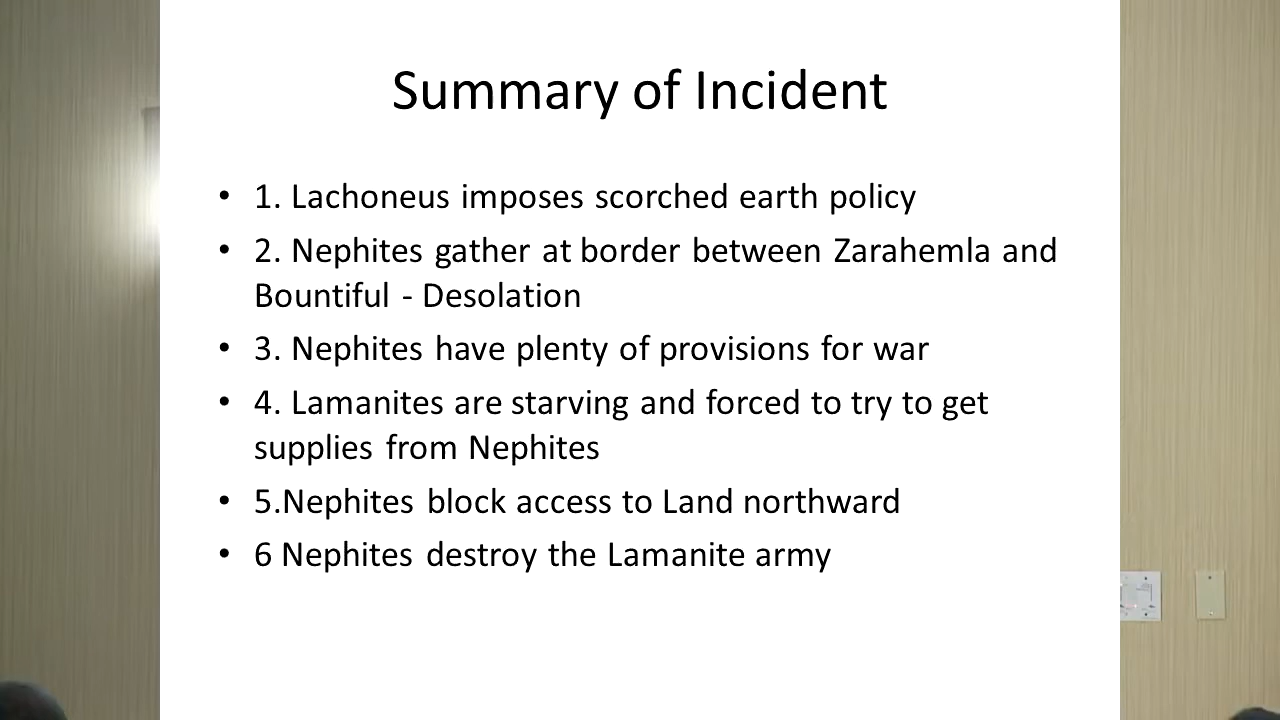 Summary of Incident
• 1. Lachoneus imposes scorched earth policy
• 2. Nephites gather at border between Zarahemla and
Bountiful - Desolation
• 3. Nephites have plenty of provisions for war
• 4. Lamanites are starving and forced to try to get
supplies from Nephites
• 5.Nephites block access to Land northward
• 6 Nephites destroy the Lamanite army